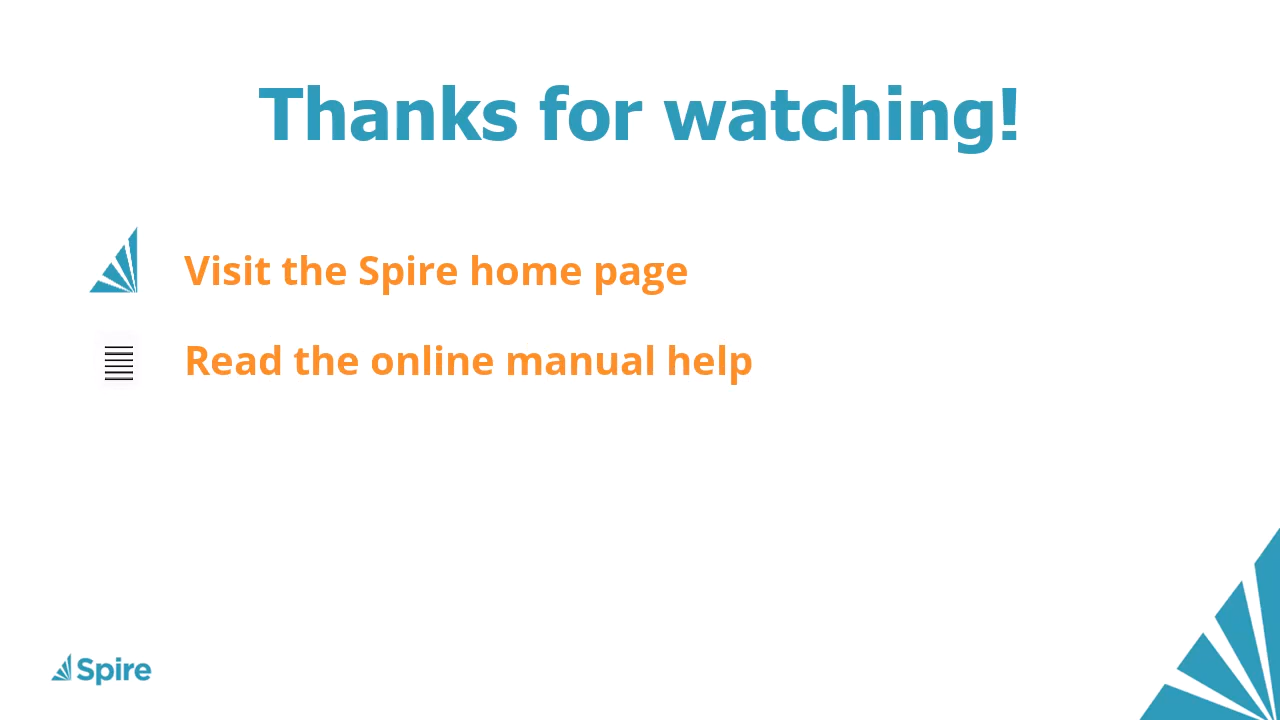 Thanks for watching!
Visit the Spire home page
Read the online manual help
Spire